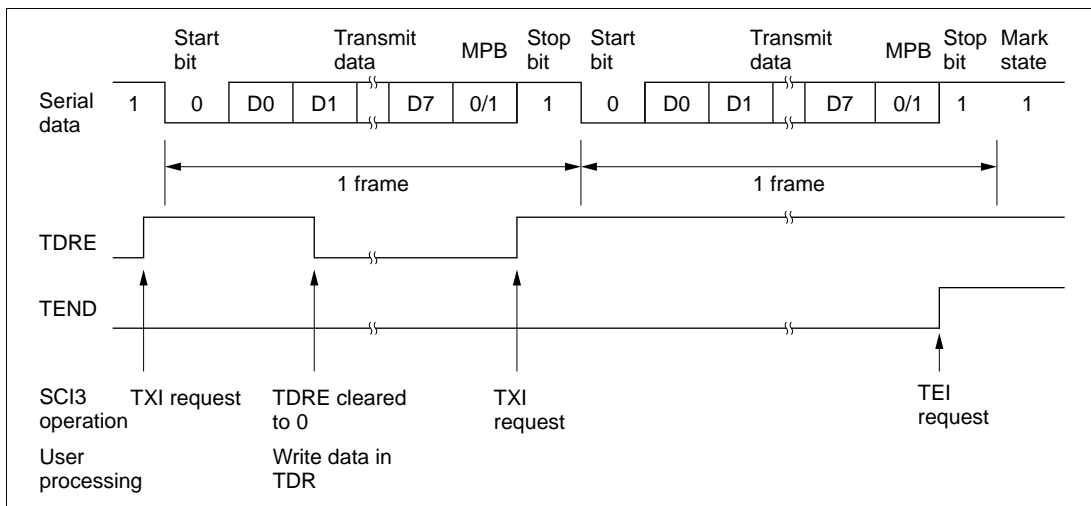 Start bit Transmit data MPB Stop bit Start bit Transmit data MPB Stop bit Mark state
Serial data 1 0 D0 D1 D7 0/1 1 0 D0 D1 D7 0/1 1 1
1 frame 1 frame
TDRE
TEND
SCI3 operation TXI request TDRE cleared to 0 TXI request TEI request
User processing Write data in TDR